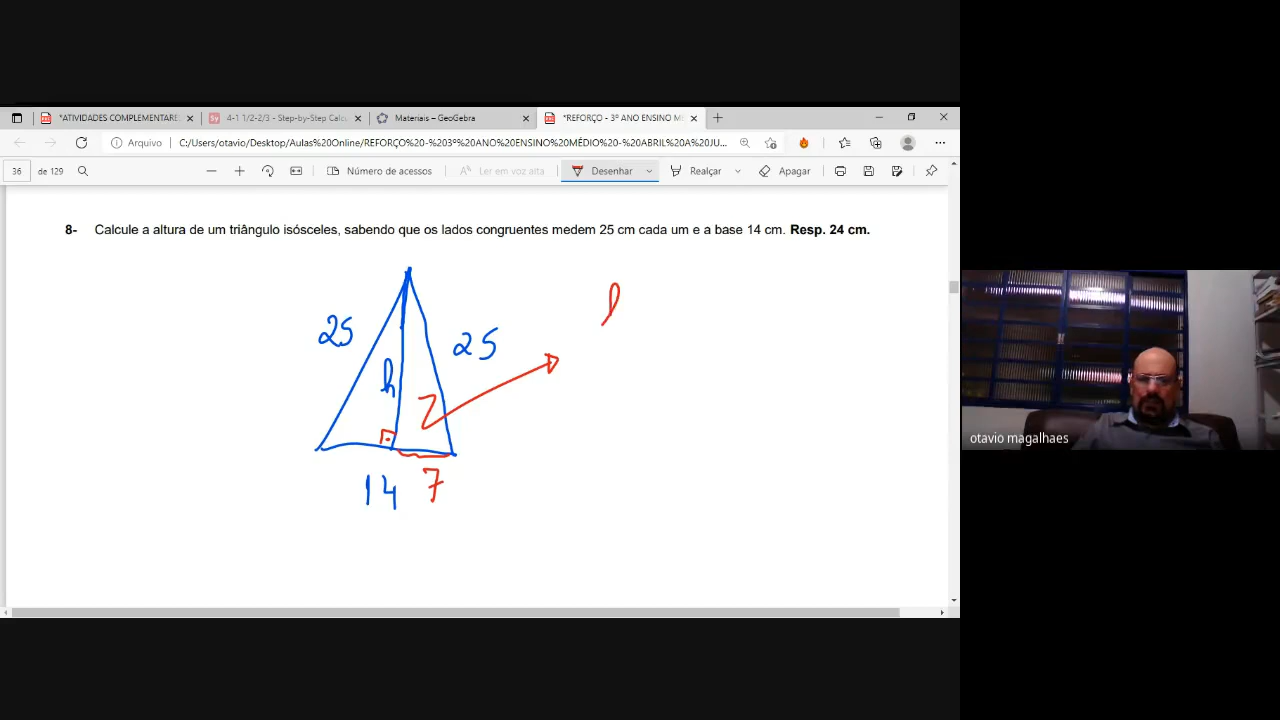 *ATIVIDADES COMPLEMENTARE
4-1 1/2-2/3 - Step-by-Step Calcu
Materiais – GeoGebra
*REFORÇO - 3º ANO ENSINO MÉ
Arquivo
C:/Users/otavio/Desktop/Aulas%20Online/REFORÇO%20-%203º%20ANO%20ENSINO%20MÉDIO%20-%20ABRIL%20A%20JU...
36 de 129
Número de acessos
Ler em voz alta
Desenhar
Realçar
Apagar
8- Calcule a altura de um triângulo isósceles, sabendo que os lados congruentes medem 25 cm cada um e a base 14 cm. Resp. 24 cm.
25
25
h
14
7
otavio magalhaes